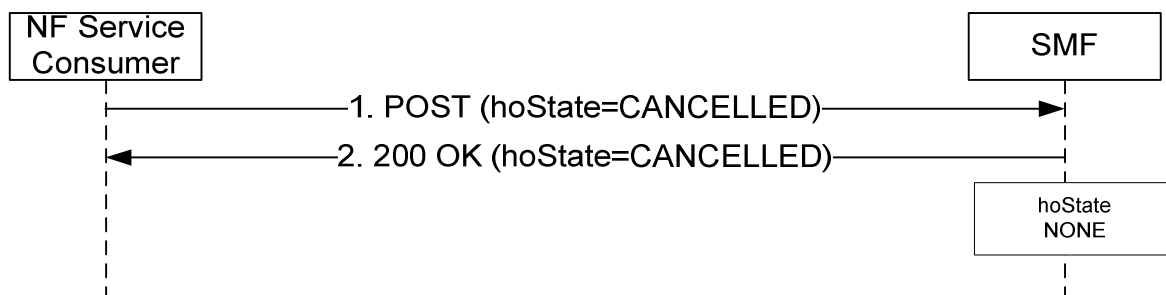 NF Service
Consumer
SMF
1. POST (hoState=CANCELLED)
2. 200 OK (hoState=CANCELLED)
hoState
NONE